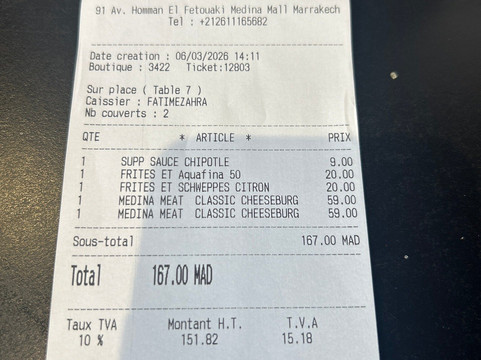 91 Av. Homman El Fetouaki Medina Mall Marrakech
Tel : +212611165682
Date creation : 06/03/2026 14:11
Boutique : 3422 Ticket:12803
Sur place ( Table 7 )
Caissier : FATIMEZAHRA
Nb couverts : 2
QTE * ARTICLE * PRIX
1 SUPP SAUCE CHIPOTLE 9.00
1 FRITES ET Aquafina 50 20.00
1 FRITES ET SCHWEPPES CITRON 20.00
1 MEDINA MEAT CLASSIC CHEESEBURG 59.00
1 MEDINA MEAT CLASSIC CHEESEBURG 59.00
Sous-total 167.00 MAD
Total 167.00 MAD
Taux TVA Montant H.T. T.V.A
10 % 151.82 15.18